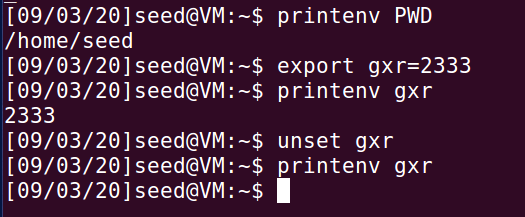 [09/03/20]seed@VM:~$ printenv PWD
/home/seed
[09/03/20]seed@VM:~$ export gxr=2333
[09/03/20]seed@VM:~$ printenv gxr
2333
[09/03/20]seed@VM:~$ unset gxr
[09/03/20]seed@VM:~$ printenv gxr
[09/03/20]seed@VM:~$